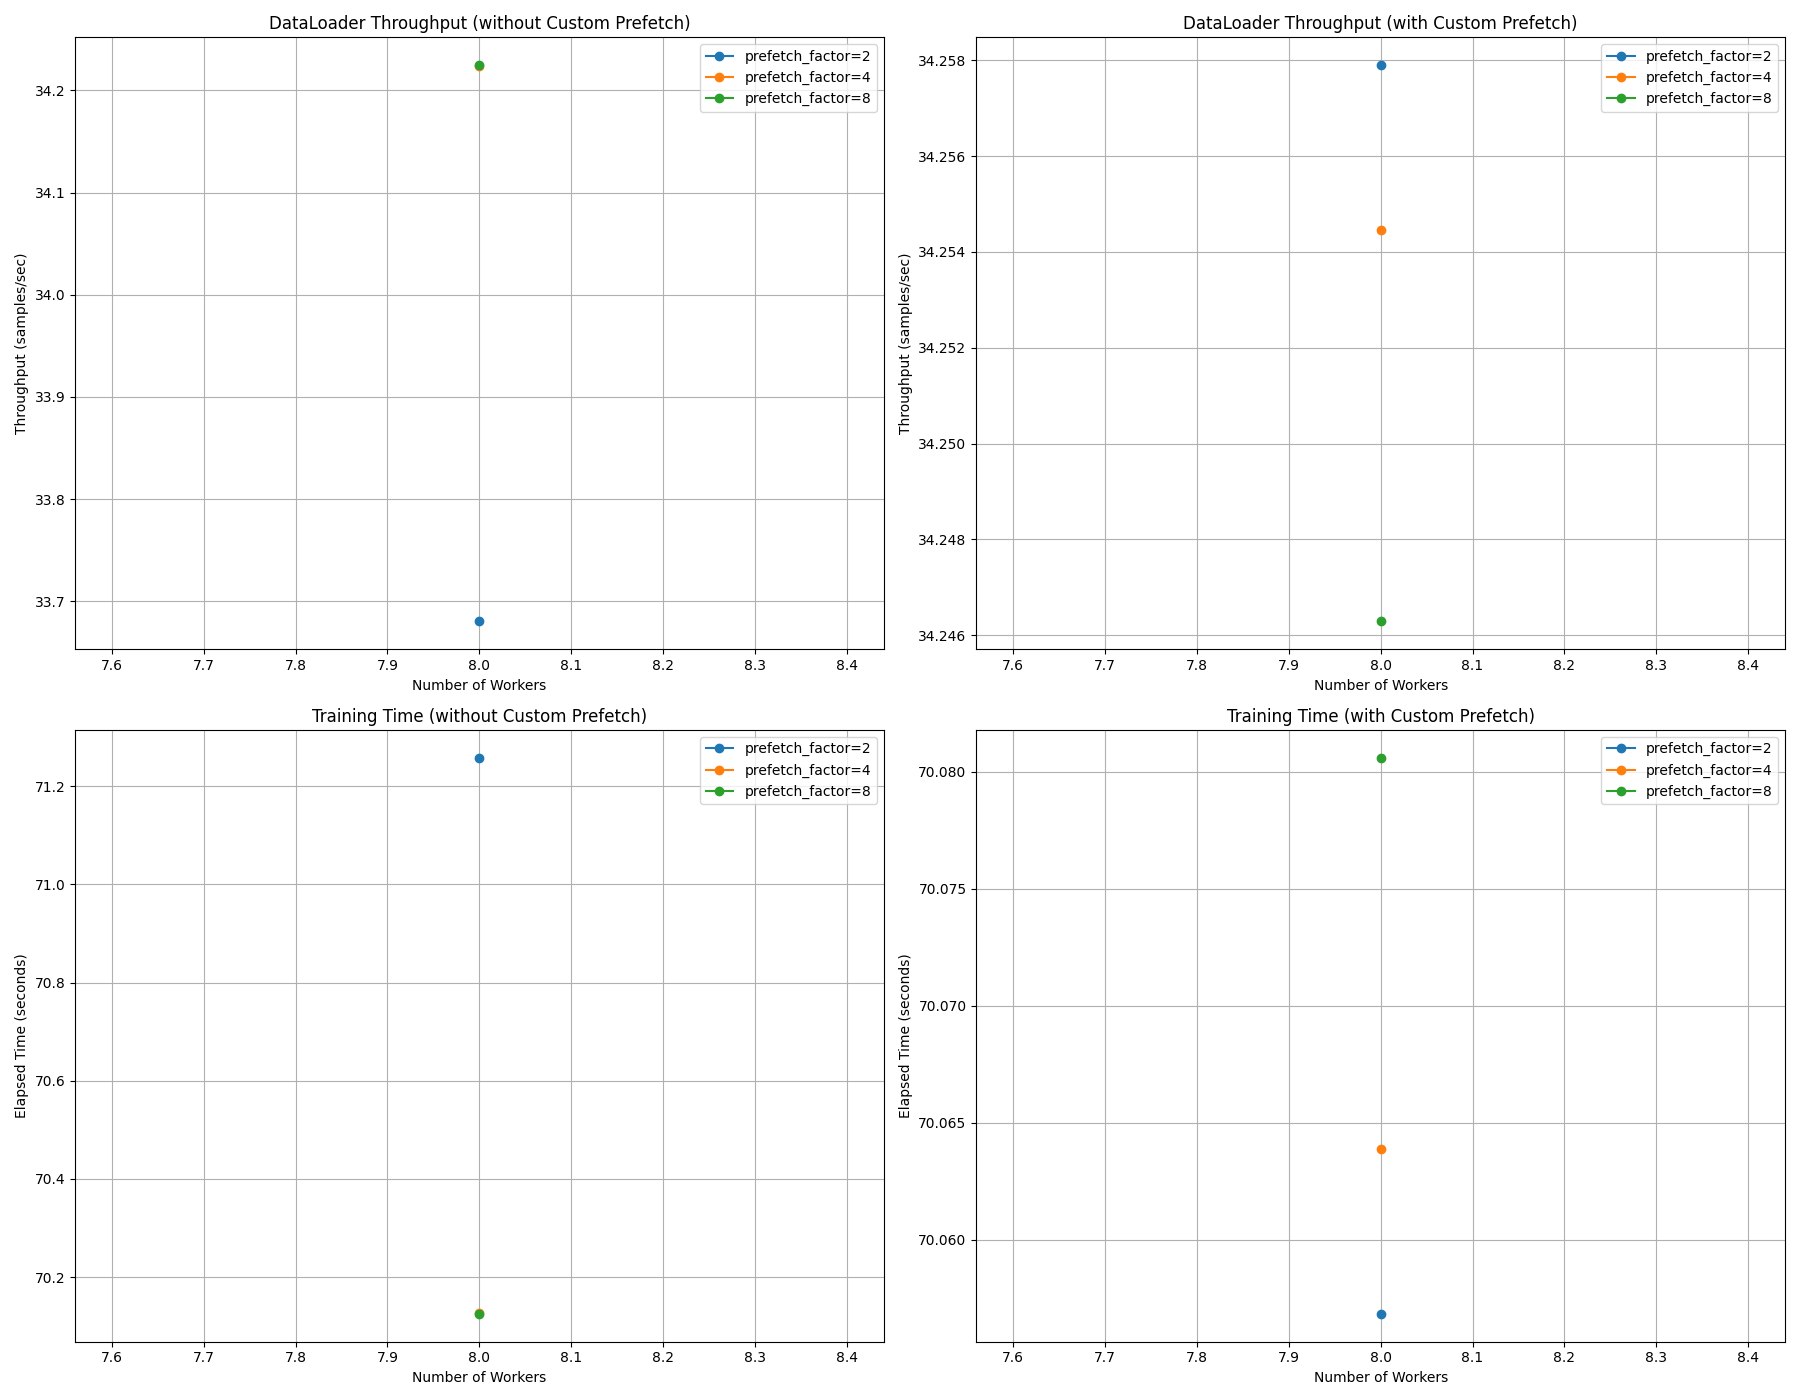 DataLoader Throughput (without Custom Prefetch)
Throughput (samples/sec)
34.2
34.1
34.0
33.9
33.8
33.7
prefetch_factor=2
prefetch_factor=4
prefetch_factor=8
7.6 7.7 7.8 7.9 8.0 8.1 8.2 8.3 8.4
Number of Workers
DataLoader Throughput (with Custom Prefetch)
Throughput (samples/sec)
34.258
34.256
34.254
34.252
34.250
34.248
34.246
prefetch_factor=2
prefetch_factor=4
prefetch_factor=8
7.6 7.7 7.8 7.9 8.0 8.1 8.2 8.3 8.4
Number of Workers
Training Time (without Custom Prefetch)
Elapsed Time (seconds)
71.2
71.0
70.8
70.6
70.4
70.2
prefetch_factor=2
prefetch_factor=4
prefetch_factor=8
7.6 7.7 7.8 7.9 8.0 8.1 8.2 8.3 8.4
Number of Workers
Training Time (with Custom Prefetch)
Elapsed Time (seconds)
70.080
70.075
70.070
70.065
70.060
prefetch_factor=2
prefetch_factor=4
prefetch_factor=8
7.6 7.7 7.8 7.9 8.0 8.1 8.2 8.3 8.4
Number of Workers